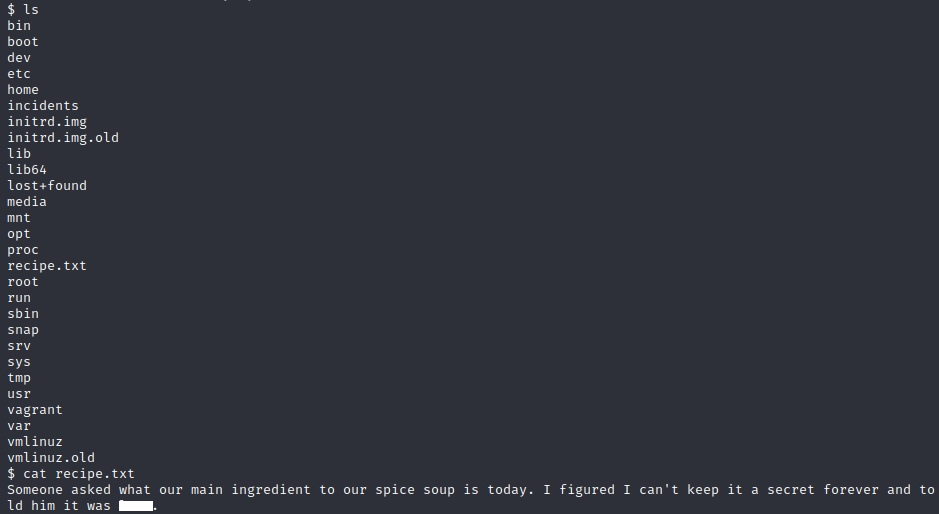 $ ls
bin
boot
dev
etc
home
incidents
initrd.img
initrd.img.old
lib
lib64
lost+found
media
mnt
opt
proc
recipe.txt
root
run
sbin
snap
srv
sys
tmp
usr
vagrant
var
vmlinuz
vmlinuz.old
$ cat recipe.txt
Someone asked what our main ingredient to our spice soup is today. I figured I can't keep it a secret forever and to
ld him it was .